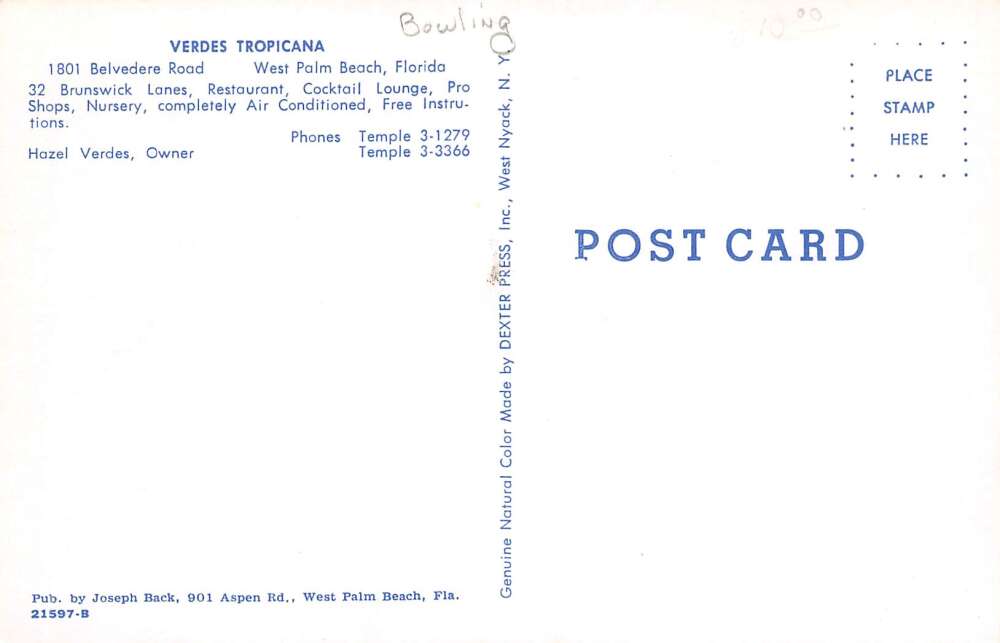 Bowling
10.00
VERDES TROPICANA
1801 Belvedere Road West Palm Beach, Florida
32 Brunswick Lanes, Restaurant, Cocktail Lounge, Pro
Shops, Nursery, completely Air Conditioned, Free Instru-
tions.
Phones Temple 3-1279
Hazel Verdes, Owner Temple 3-3366
Pub. by Joseph Back, 901 Aspen Rd., West Palm Beach, Fla.
21597-B
Genuine Natural Color Made by DEXTER PRESS, Inc., West Nyack, N. Y.
PLACE
STAMP
HERE
POST CARD